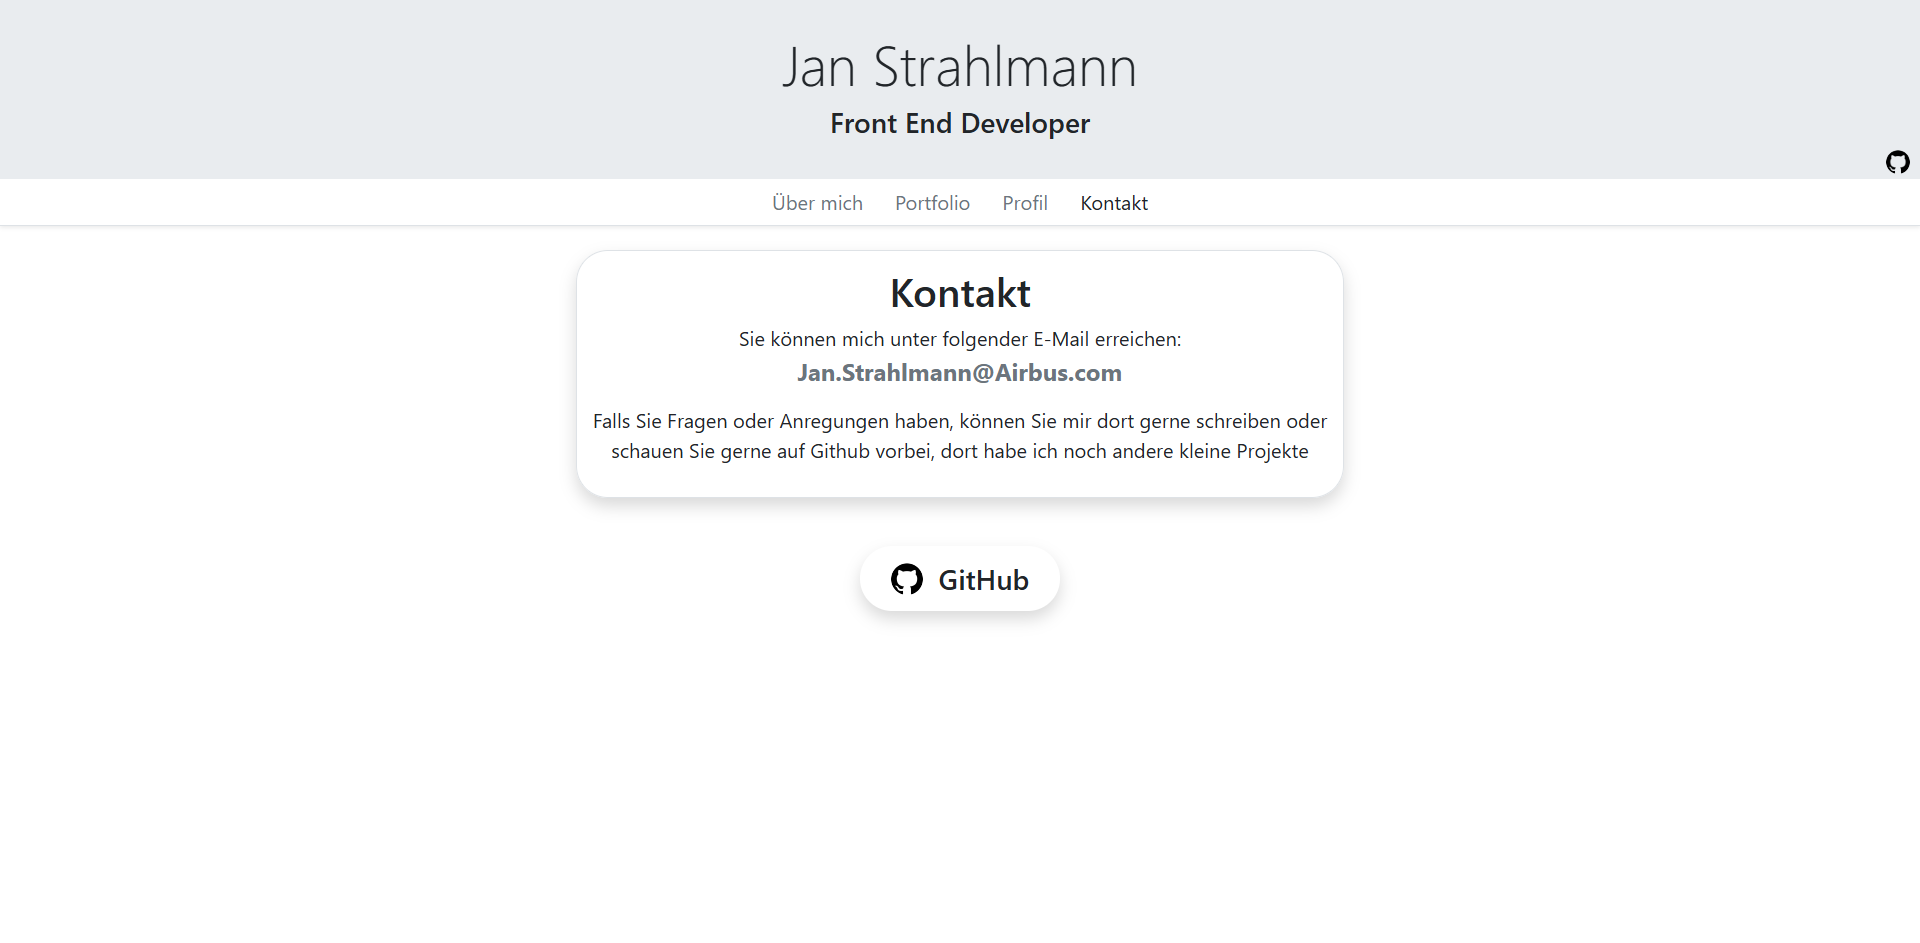 Jan Strahlmann
Front End Developer
Über mich Portfolio Profil Kontakt
Kontakt
Sie können mich unter folgender E-Mail erreichen:
Jan.Strahlmann@Airbus.com
Falls Sie Fragen oder Anregungen haben, können Sie mir dort gerne schreiben oder
schauen Sie gerne auf Github vorbei, dort habe ich noch andere kleine Projekte
GitHub